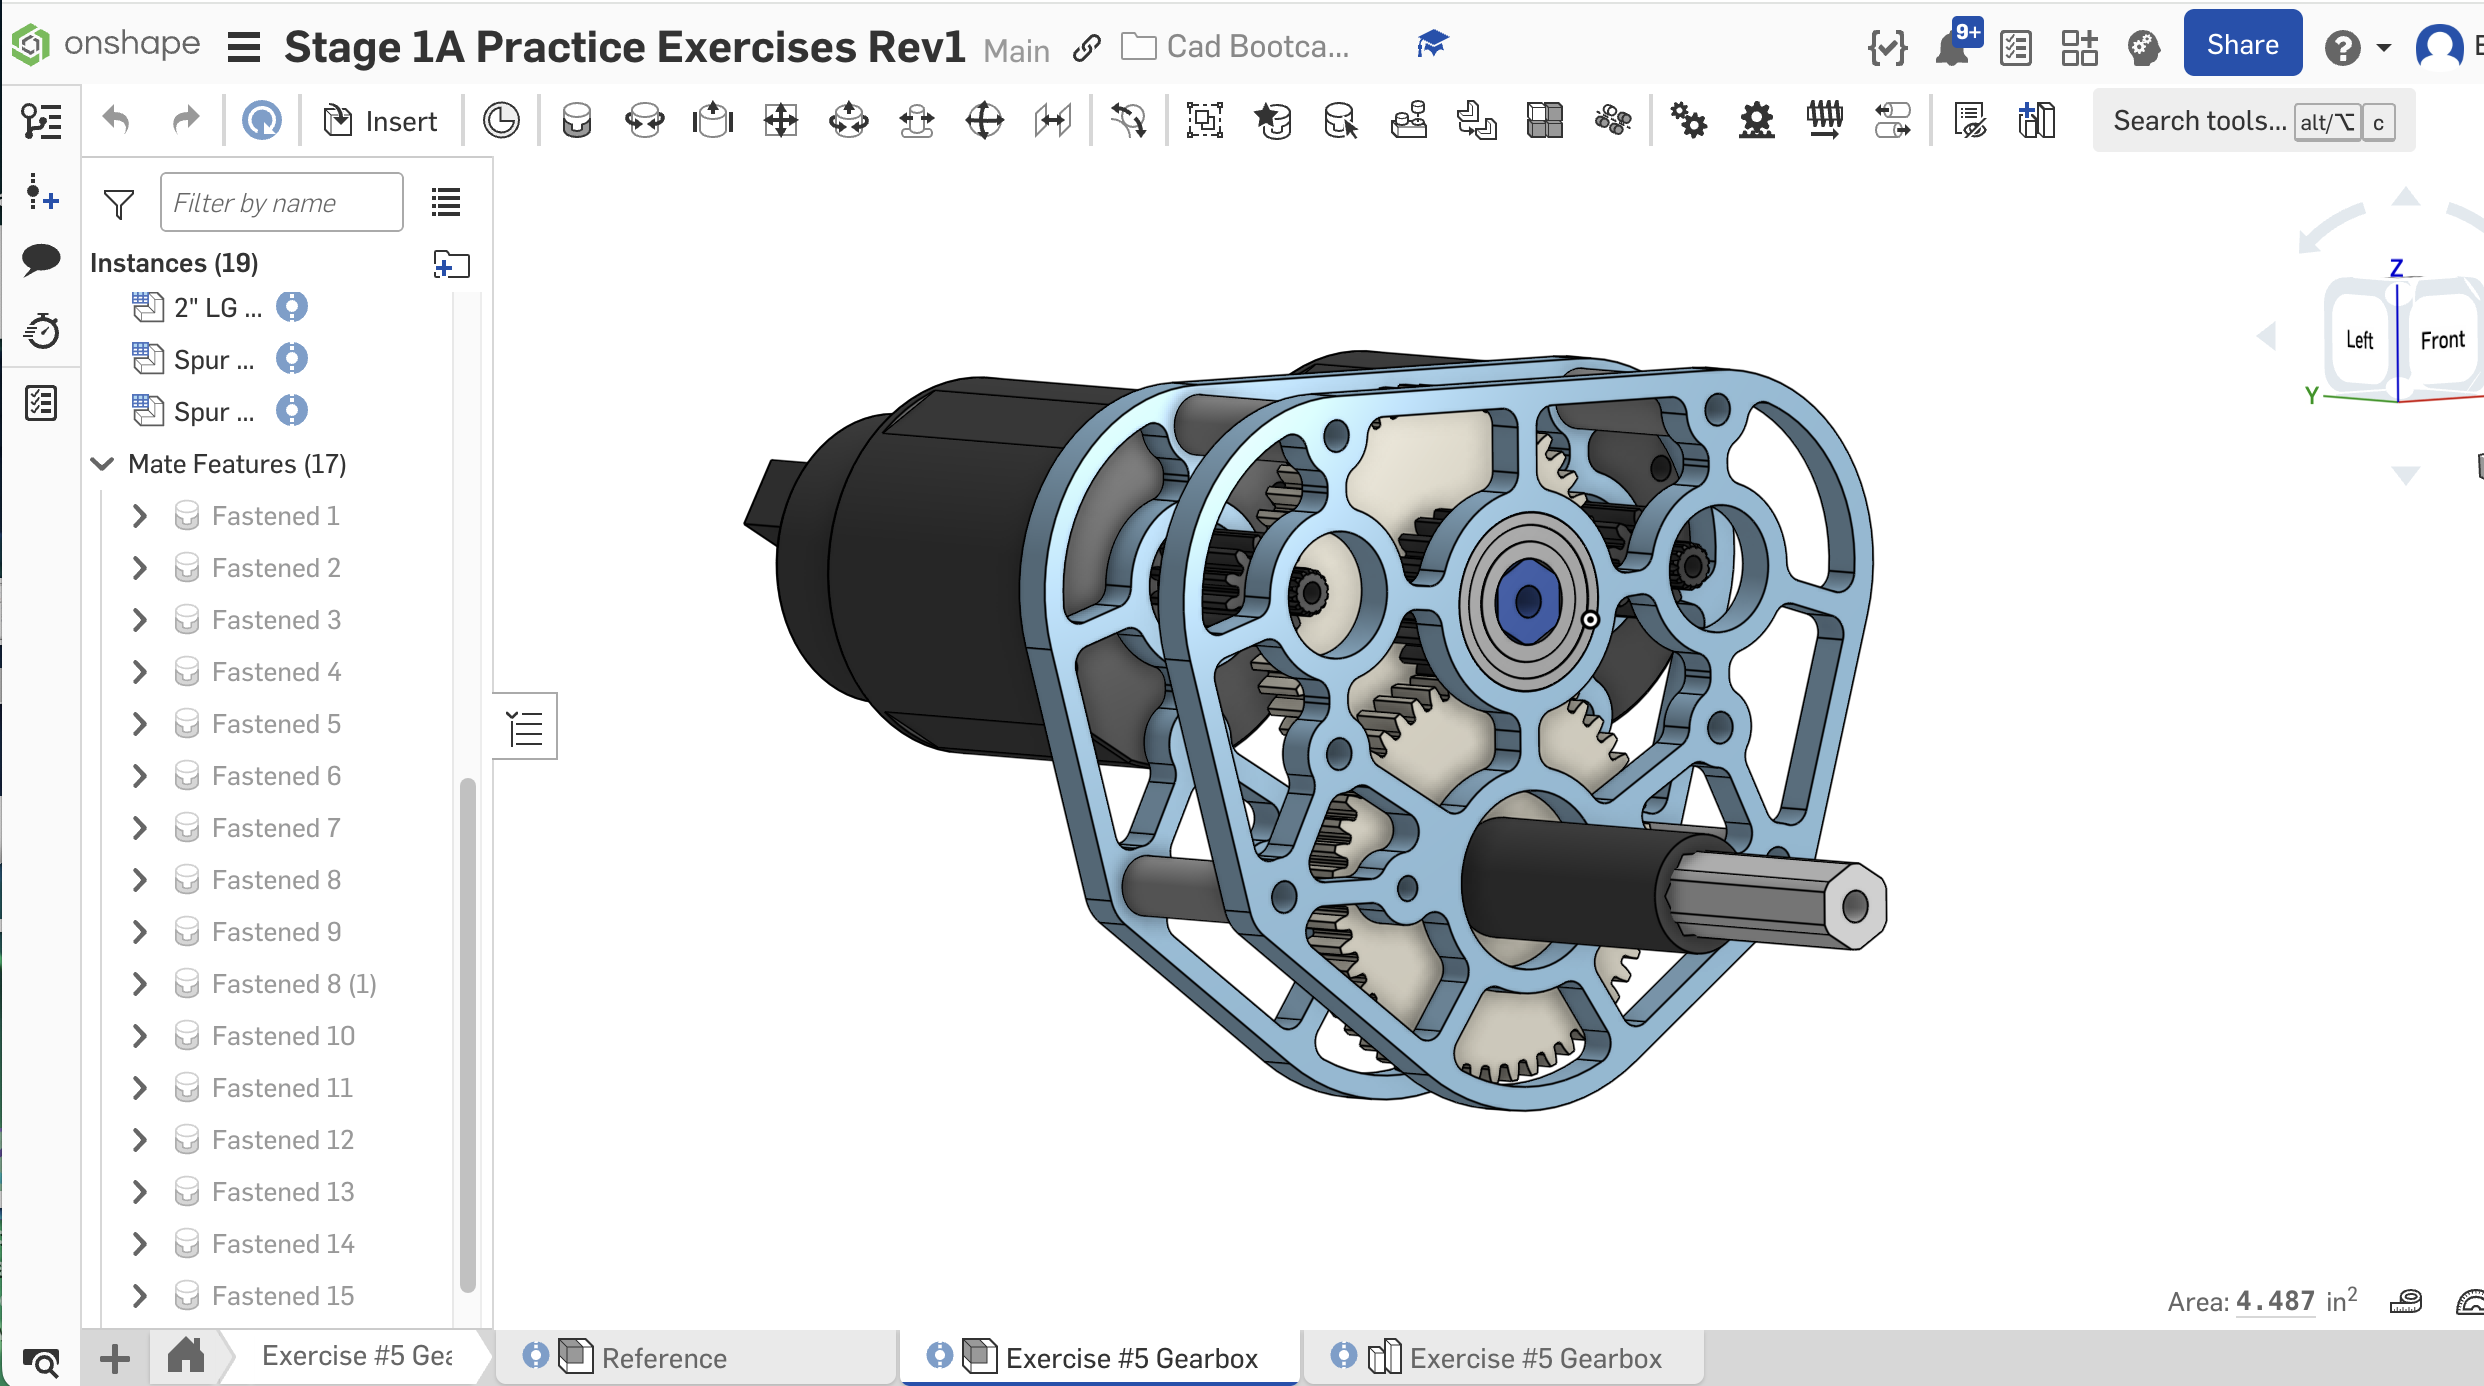 onshape Stage 1A Practice Exercises Rev1 Main Cad Bootca... 9+ Share ?
Insert Search tools... alt/⌥ c
Filter by name
Instances (19)
2" LG ...
Spur ...
Spur ...
Mate Features (17)
Fastened 1
Fastened 2
Fastened 3
Fastened 4
Fastened 5
Fastened 6
Fastened 7
Fastened 8
Fastened 9
Fastened 8 (1)
Fastened 10
Fastened 11
Fastened 12
Fastened 13
Fastened 14
Fastened 15
Z
Left Front
Y
Area: 4.487 in²
Exercise #5 Gea Reference Exercise #5 Gearbox Exercise #5 Gearbox